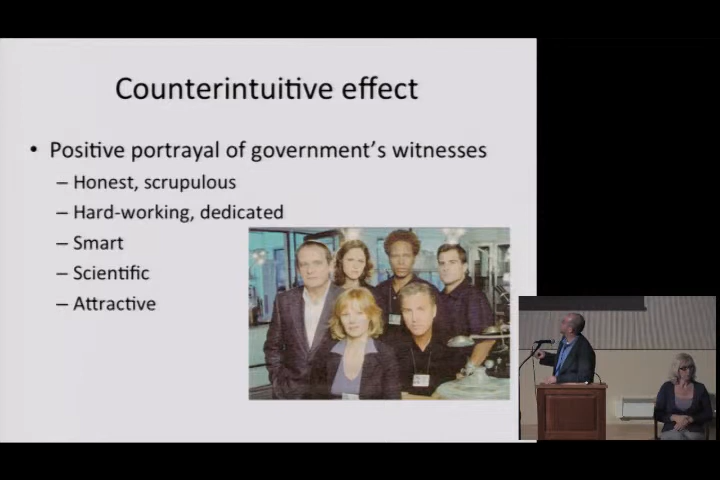 Counterintuitive effect
• Positive portrayal of government's witnesses
– Honest, scrupulous
– Hard-working, dedicated
– Smart
– Scientific
– Attractive